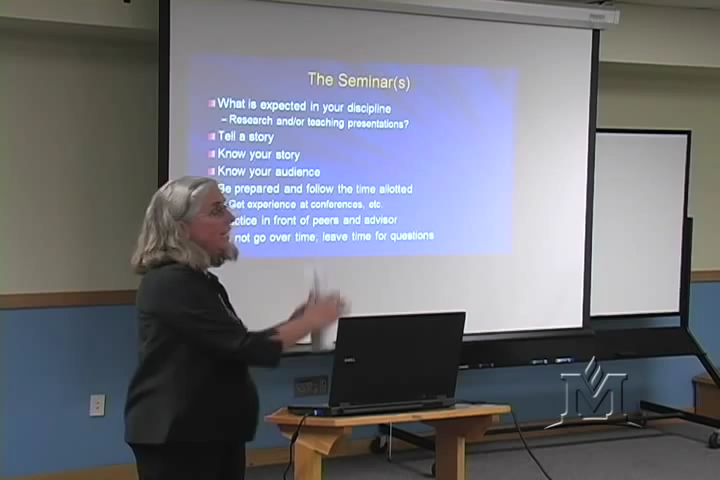 The Seminar(s)
What is expected in your discipline
– Research and/or teaching presentations?
Tell a story
Know your story
Know your audience
Be prepared and follow the time allotted
Get experience at conferences, etc.
in front of peers and advisor
not go over time, leave time for questions
DELL
M